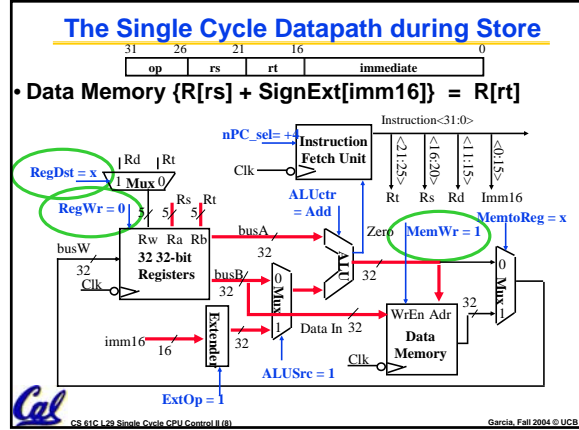 The Single Cycle Datapath during Store
31 26 21 16 0
op rs rt immediate
• Data Memory {R[rs] + SignExt[imm16]} = R[rt]
Instruction<31:0>
nPC_sel= +4
Instruction
Fetch Unit
Clk
<21:25>
<16:20>
<11:15>
<0:15>
Rt Rs Rd Imm16
Rd Rt
RegDst = x
1 Mux 0
RegWr = 0
5 5 5
Rs Rt
ALUctr
= Add
Zero
MemWr = 1
MemtoReg = x
busW
32
Rw Ra Rb
32 32-bit
Registers
Clk
busA
32
busB
32
0
Mux
1
ALU
32
0
Mux
1
32
WrEn Adr
Data
Memory
Data In 32
Clk
imm16
16
Extender
32
ALUSrc = 1
ExtOp = 1
Cal
CS 61C L29 Single Cycle CPU Control II (8)
Garcia, Fall 2004 © UCB